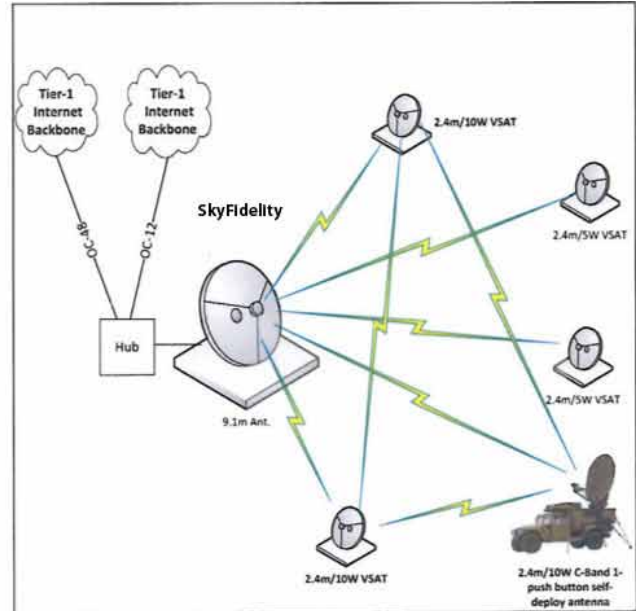 Tier-1
Internet
Backbone
Tier-1
Internet
Backbone
2.4m/10W VSAT
SkyFidelity
2.4m/5W VSAT
OC-48
OC-12
Hub
9.1m Ant.
2.4m/5W VSAT
2.4m/10W VSAT
2.4m/10W C-Band 1-
push button self-
deploy antenna